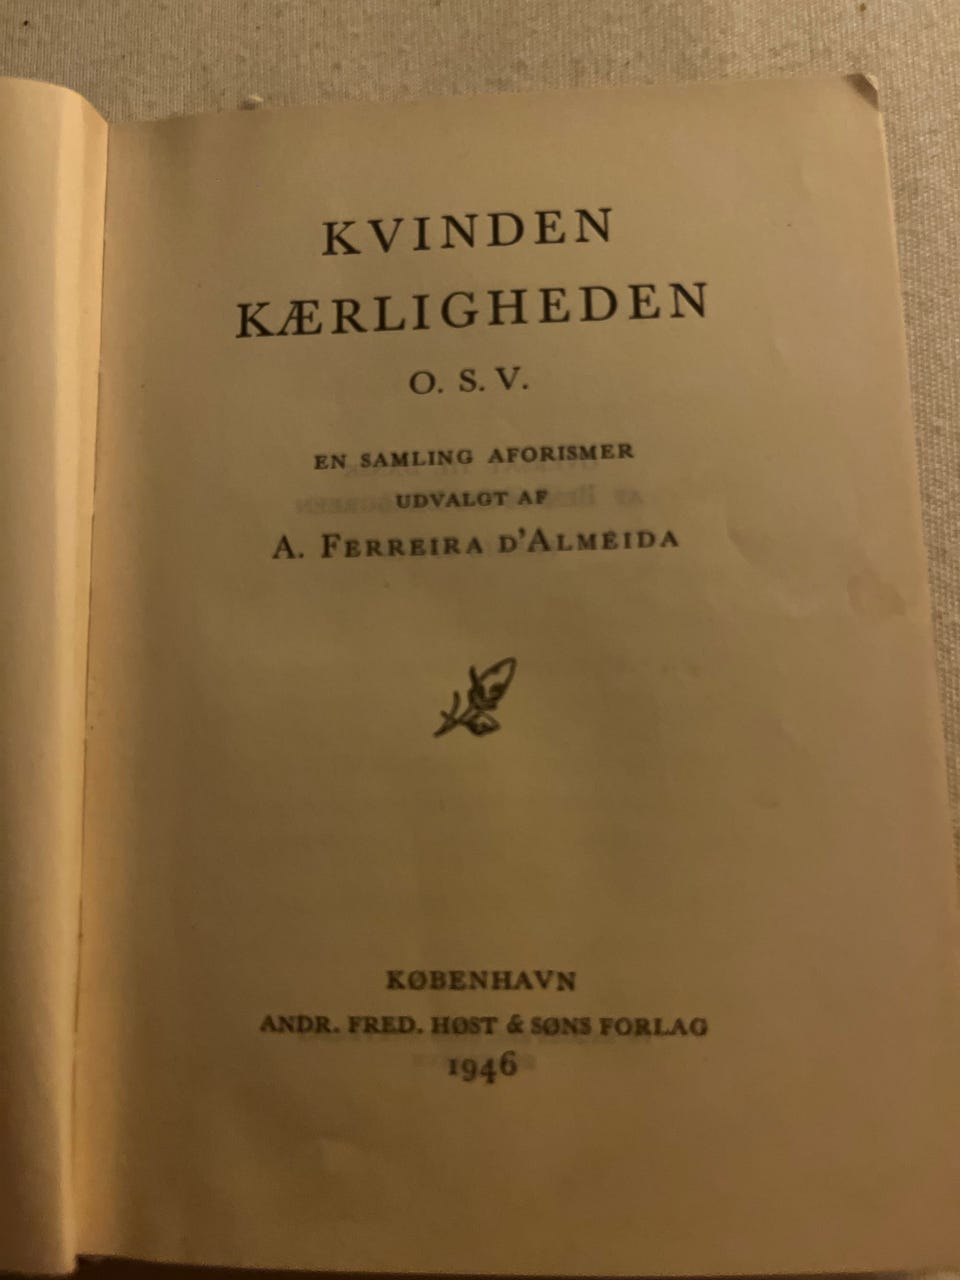 KVINDEN
KÆRLIGHEDEN
O. S. V.
EN SAMLING AFORISMER
UDVALGT AF
A. FERREIRA D'ALMEIDA
KØBENHAVN
ANDR. FRED. HØST & SØNS FORLAG
1946